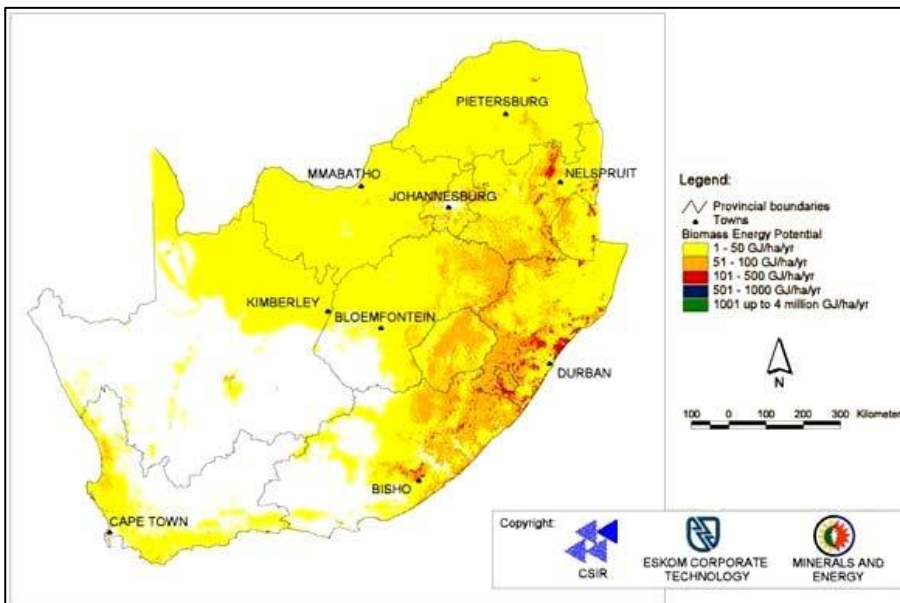 PIETERSBURG
MMABATHO
NELSPRUIT
JOHANNESBURG
KIMBERLEY
BLOEMFONTEIN
DURBAN
BISHO
CAPE TOWN
Legend:
Provincial boundaries
Towns
Biomass Energy Potential
1 - 50 GJ/ha/yr
51 - 100 GJ/ha/yr
101 - 500 GJ/ha/yr
501 - 1000 GJ/ha/yr
1001 up to 4 million GJ/ha/yr
N
100 0 100 200 300 Kilometer
Copyright:
CSIR
ESKOM CORPORATE
TECHNOLOGY
MINERALS AND
ENERGY